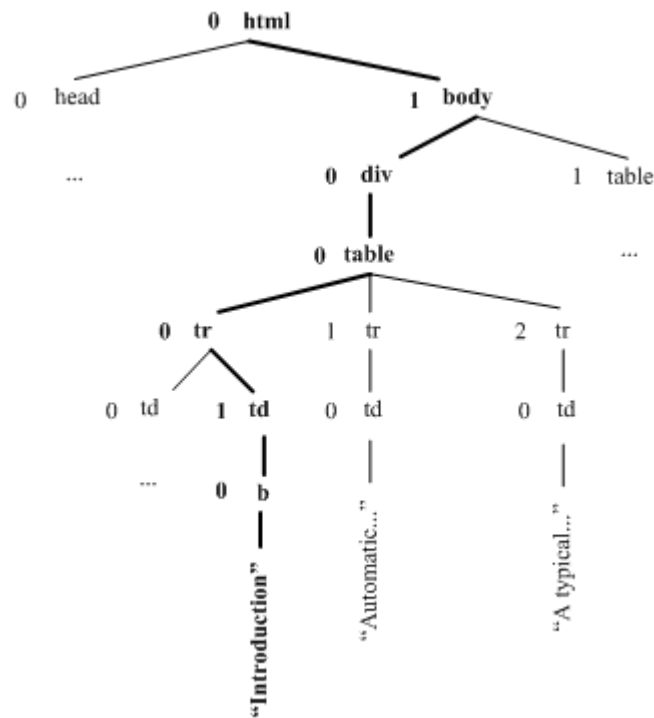 0 html
0 head 1 body
... 0 div 1 table
0 table ...
0 tr 1 tr 2 tr
0 td 1 td 0 td 0 td
... 0 b
“Introduction” “Automatic...” “A typical...”